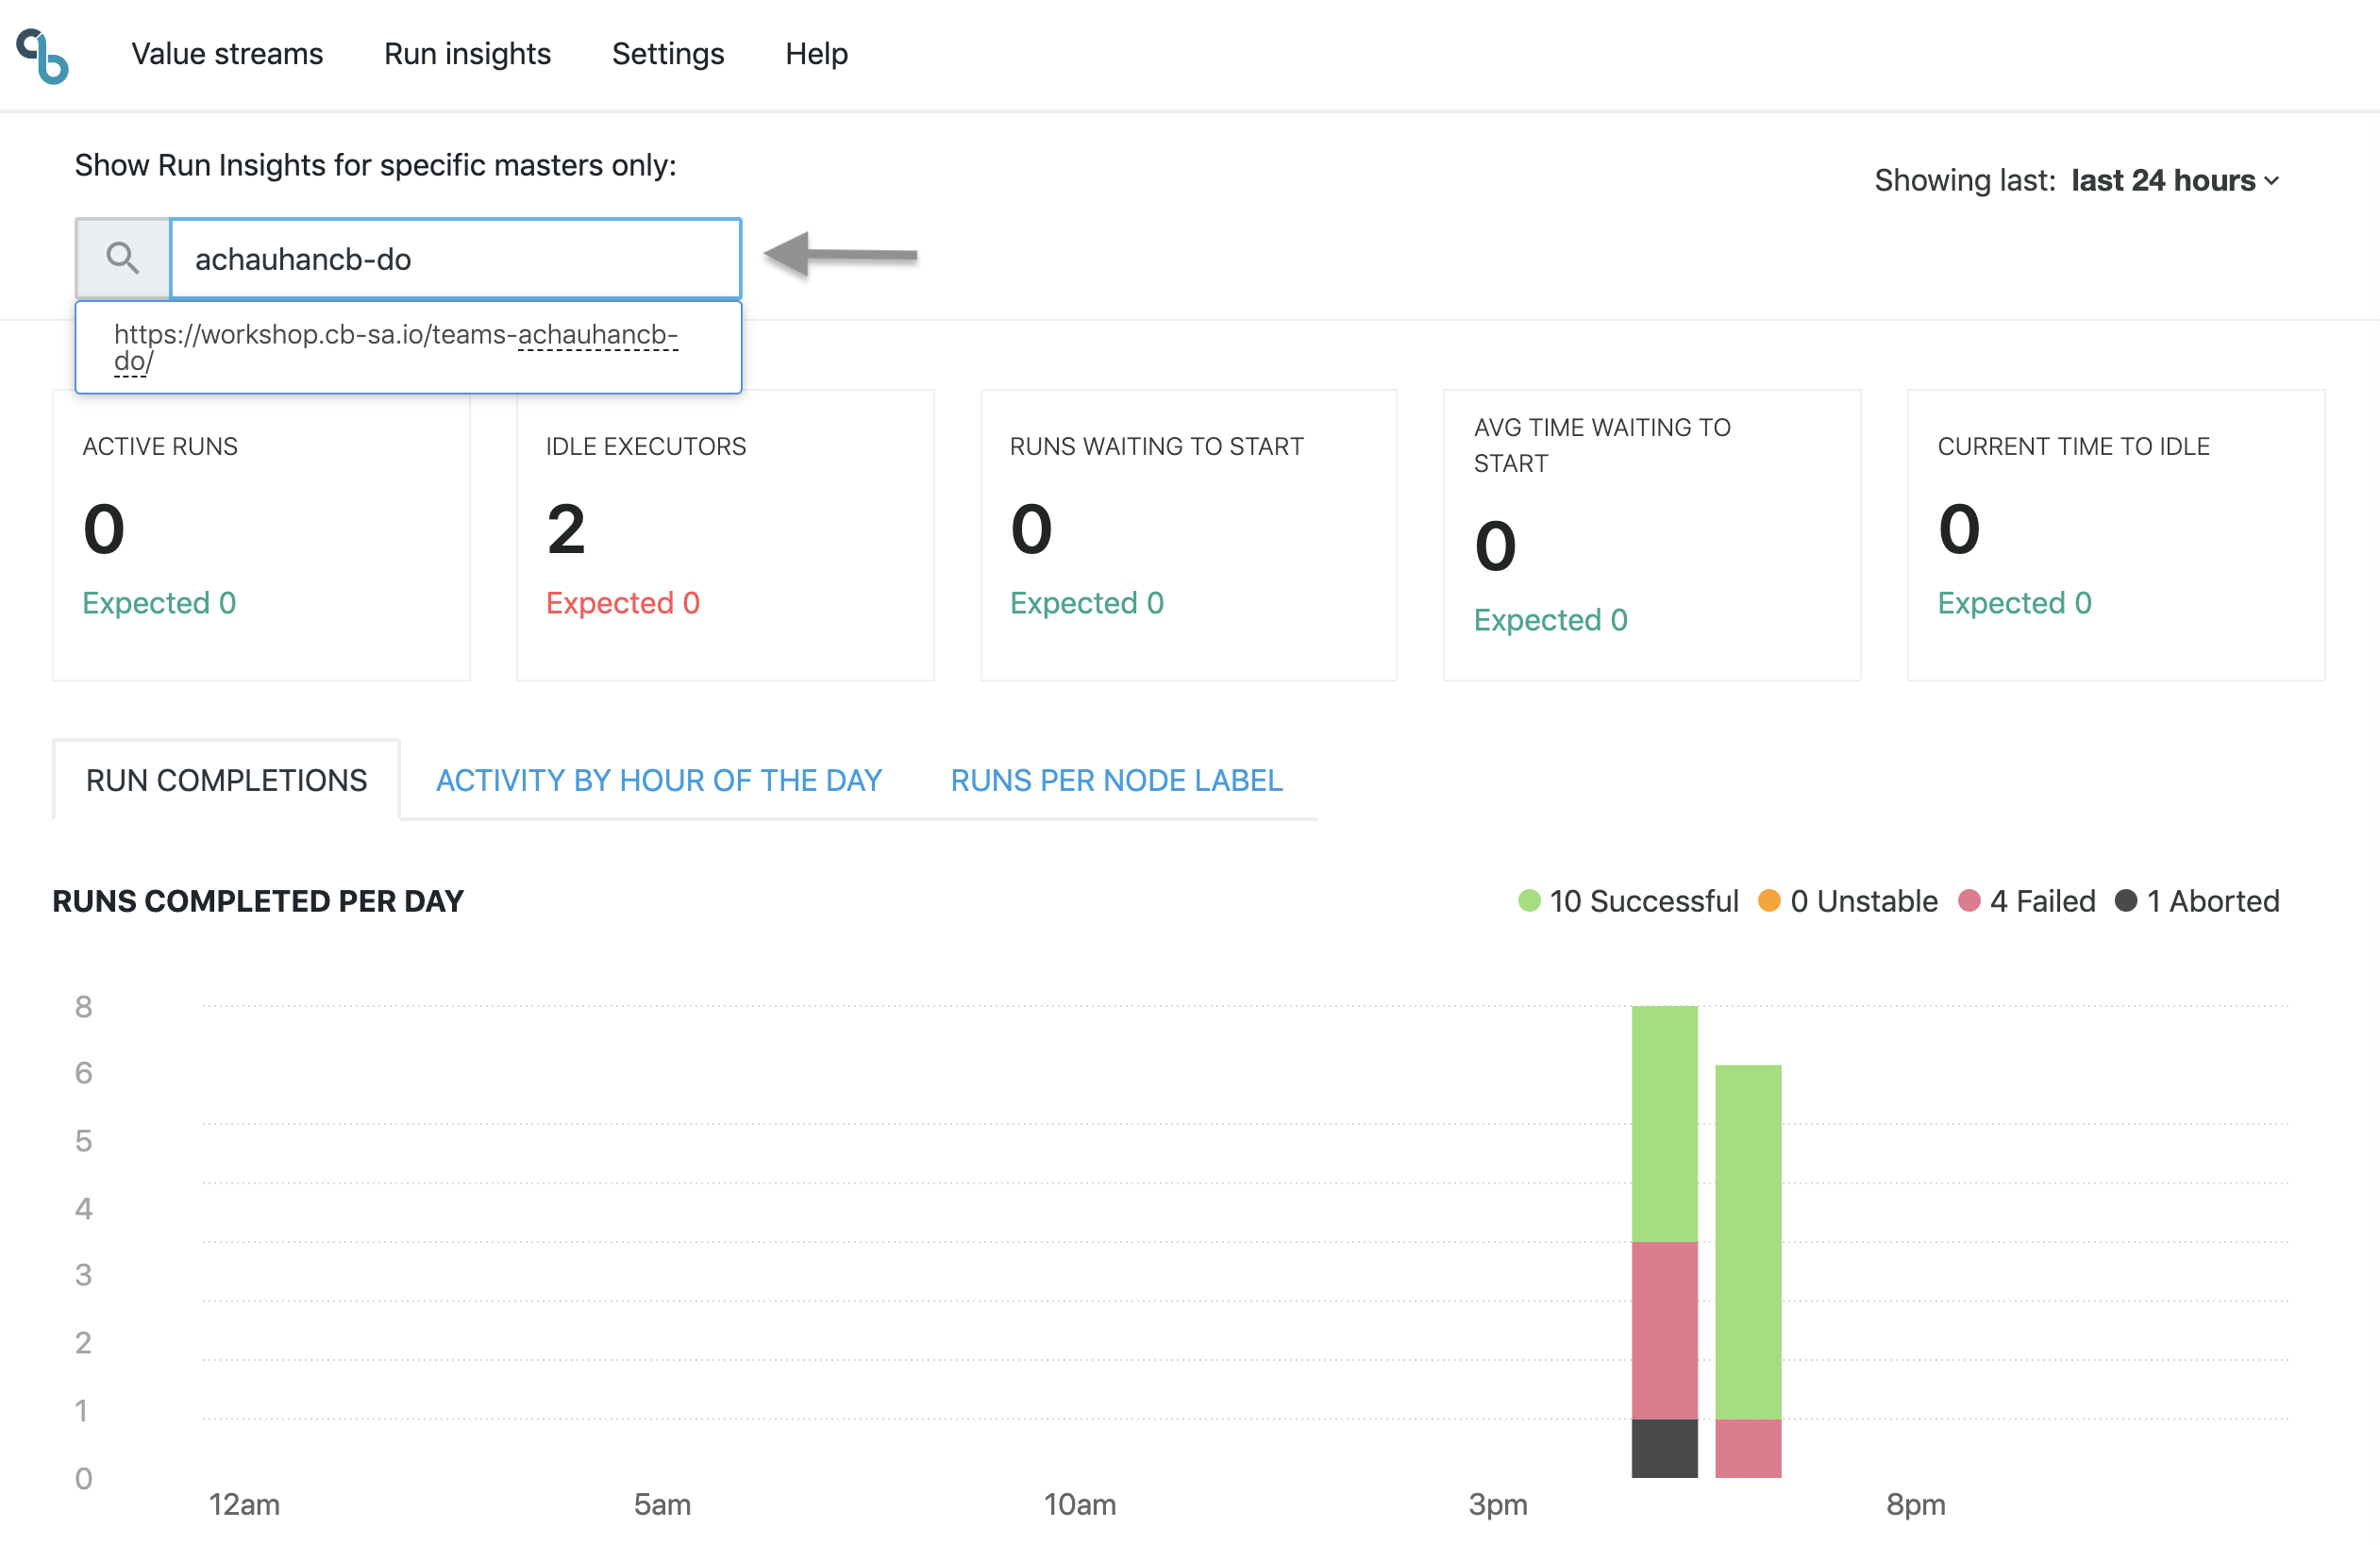 Value streams Run insights Settings Help
Show Run Insights for specific masters only:
Showing last: last 24 hours
achauhancb-do
https://workshop.cb-sa.io/teams-achauhancb-
do/
ACTIVE RUNS
0
Expected 0
IDLE EXECUTORS
2
Expected 0
RUNS WAITING TO START
0
Expected 0
AVG TIME WAITING TO
START
0
Expected 0
CURRENT TIME TO IDLE
0
Expected 0
RUN COMPLETIONS ACTIVITY BY HOUR OF THE DAY RUNS PER NODE LABEL
RUNS COMPLETED PER DAY
10 Successful 0 Unstable 4 Failed 1 Aborted
8
6
5
4
3
2
1
0
12am 5am 10am 3pm 8pm